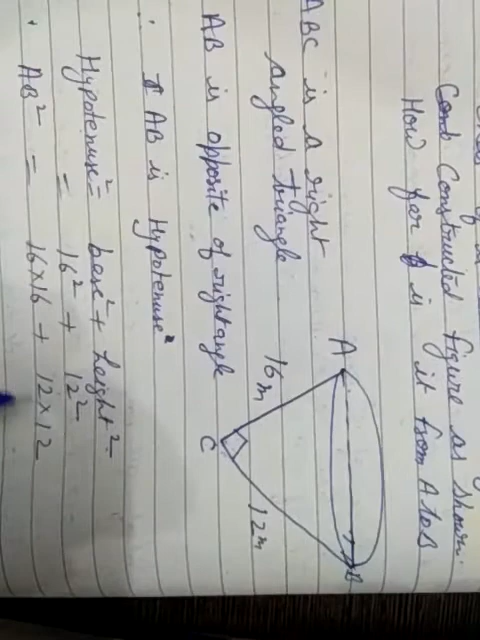 Constructed figure as shown.
How far is it from A to B
ABC is a right
angled triangle
A
B
C
16m
12m
AB is opposite of right angle
∴ AB is Hypotenuse
Hypotenuse² = base² + height²
= 16² + 12²
AB² = 16×16 + 12×12